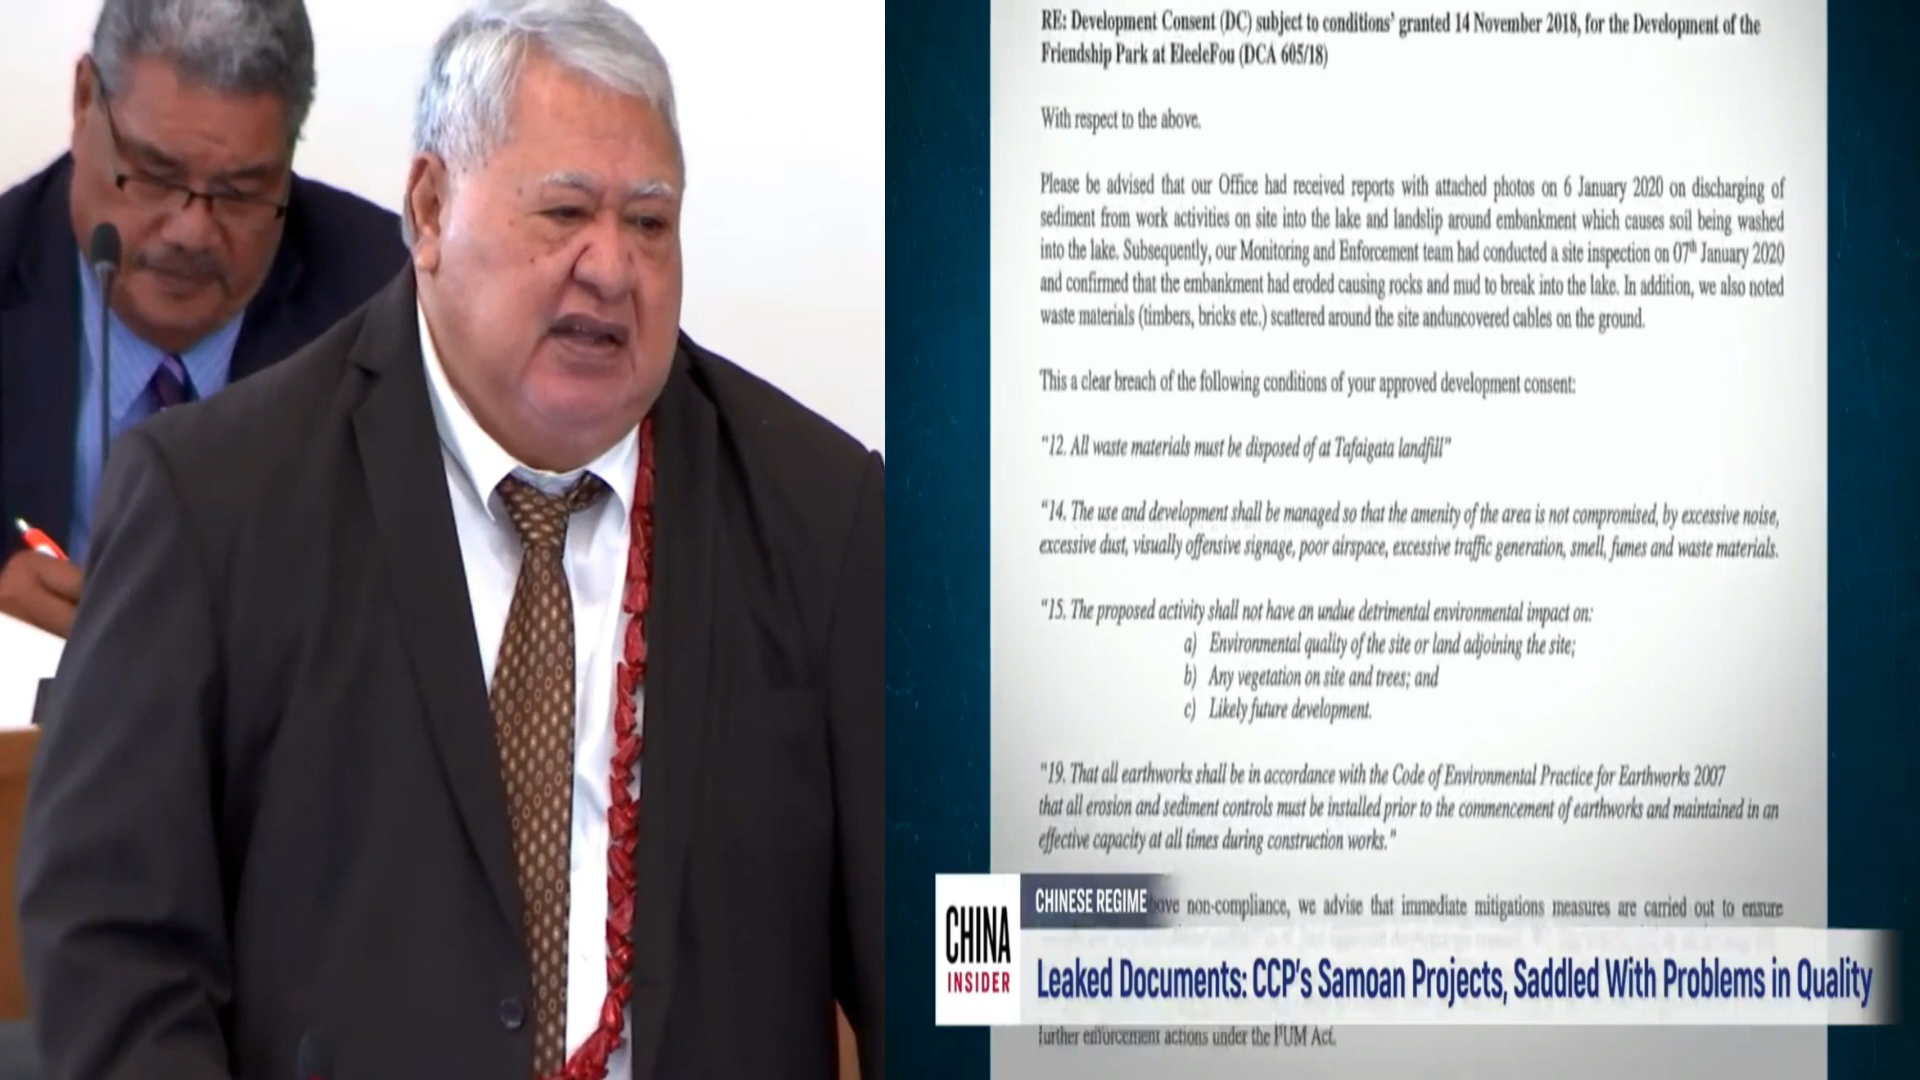 RE: Development Consent (DC) subject to conditions' granted 14 November 2018, for the Development of the
Friendship Park at EleeleFou (DCA 605/18)
With respect to the above.
Please be advised that our Office had received reports with attached photos on 6 January 2020 on discharging of
sediment from work activities on site into the lake and landslip around embankment which causes soil being washed
into the lake. Subsequently, our Monitoring and Enforcement team had conducted a site inspection on 07th January 2020
and confirmed that the embankment had eroded causing rocks and mud to break into the lake. In addition, we also noted
waste materials (timbers, bricks etc.) scattered around the site anduncovered cables on the ground.
This a clear breach of the following conditions of your approved development consent:
"12. All waste materials must be disposed of at Tafaigata landfill"
"14. The use and development shall be managed so that the amenity of the area is not compromised, by excessive noise,
excessive dust, visually offensive signage, poor airspace, excessive traffic generation, smell, fumes and waste materials.
"15. The proposed activity shall not have an undue detrimental environmental impact on:
a) Environmental quality of the site or land adjoining the site;
b) Any vegetation on site and trees; and
c) Likely future development.
"19. That all earthworks shall be in accordance with the Code of Environmental Practice for Earthworks 2007
that all erosion and sediment controls must be installed prior to the commencement of earthworks and maintained in an
effective capacity at all times during construction works."
non-compliance, we advise that immediate mitigations measures are carried out to ensure
CHINESE REGIME
CHINA
INSIDER
Leaked Documents: CCP's Samoan Projects, Saddled With Problems in Quality
further enforcement actions under the PUM Act.